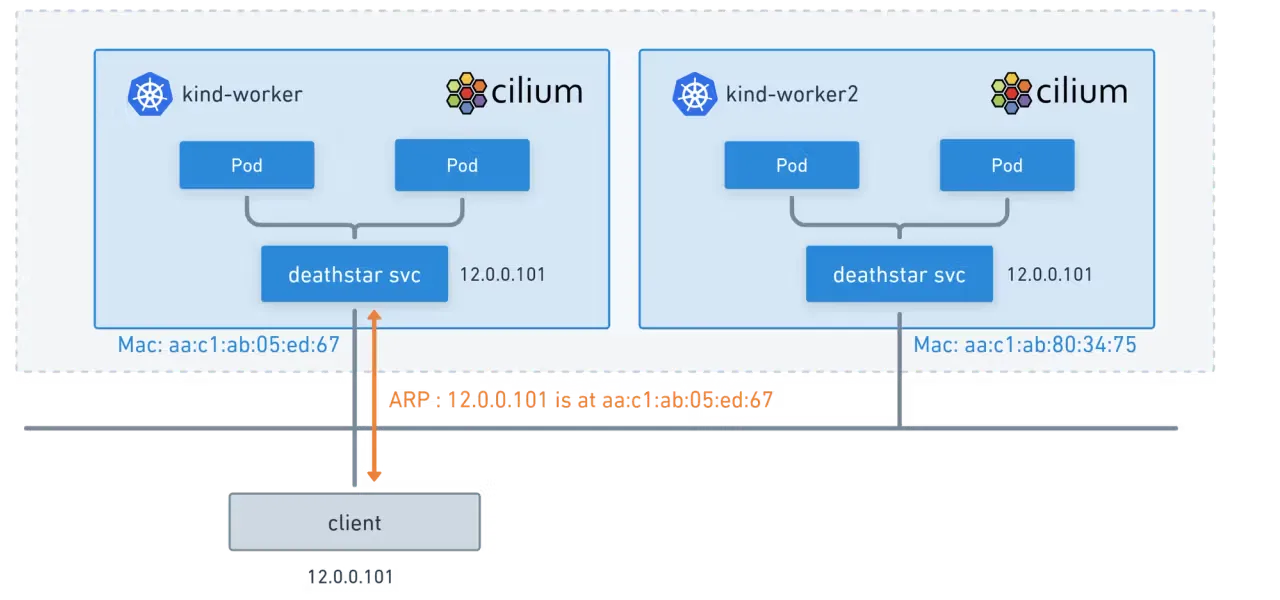 kind-worker
cilium
Pod
Pod
deathstar svc
12.0.0.101
Mac: aa:c1:ab:05:ed:67
kind-worker2
cilium
Pod
Pod
deathstar svc
12.0.0.101
Mac: aa:c1:ab:80:34:75
ARP : 12.0.0.101 is at aa:c1:ab:05:ed:67
client
12.0.0.101